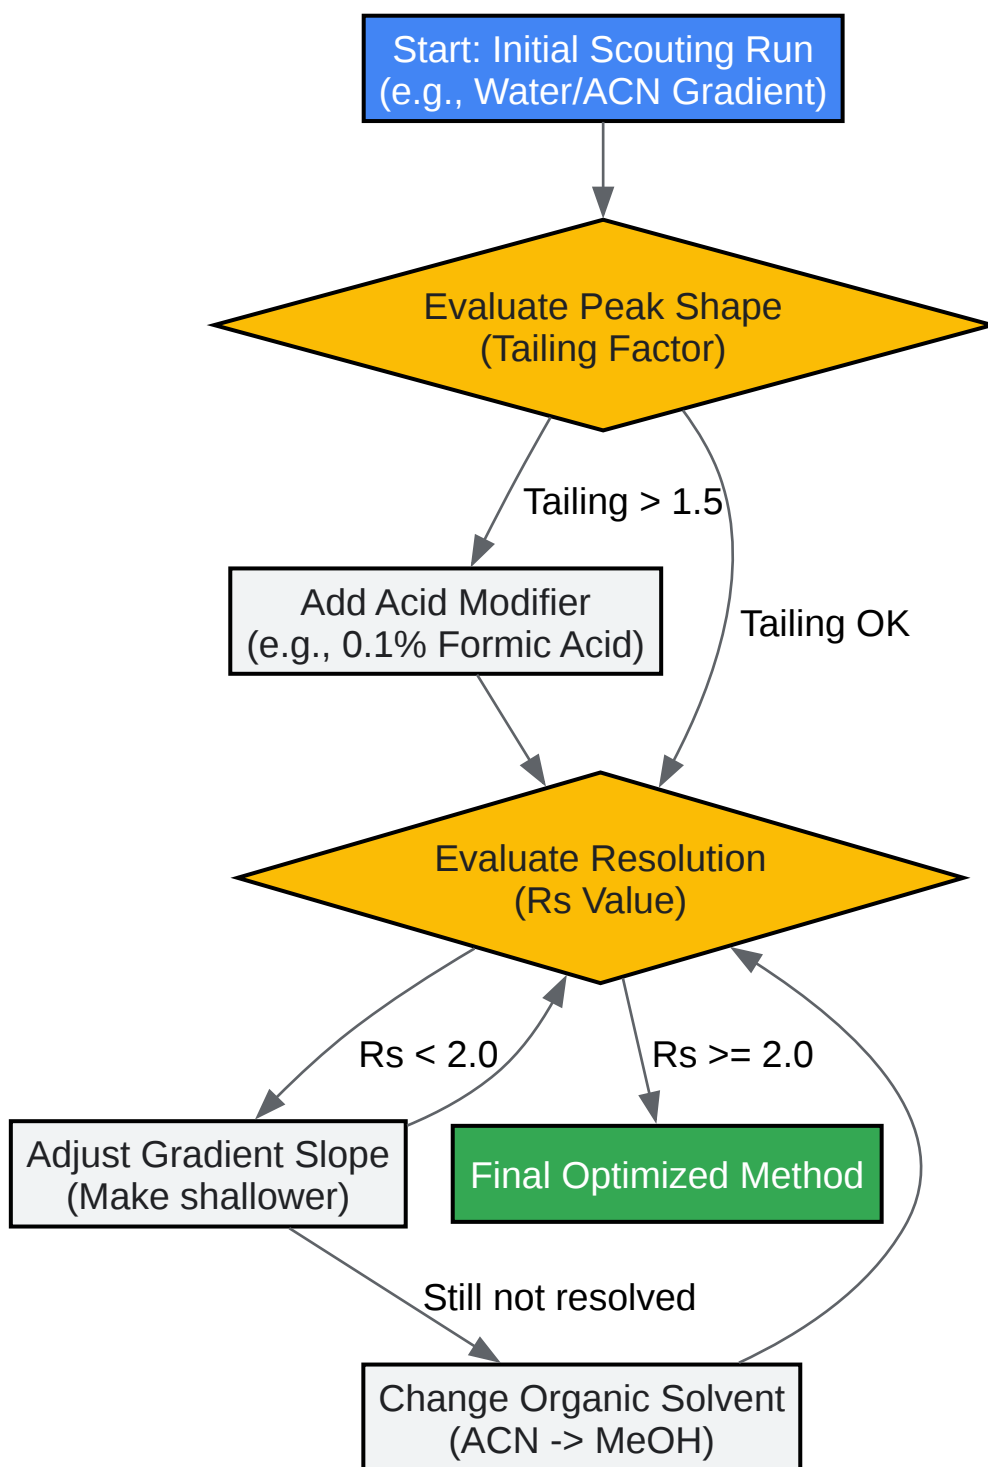 Start: Initial Scouting Run
(e.g., Water/ACN Gradient)
Evaluate Peak Shape
(Tailing Factor)
Tailing > 1.5
Add Acid Modifier
(e.g., 0.1% Formic Acid)
Tailing OK
Evaluate Resolution
(Rs Value)
Rs < 2.0
Rs >= 2.0
Adjust Gradient Slope
(Make shallower)
Final Optimized Method
Still not resolved
Change Organic Solvent
(ACN -> MeOH)